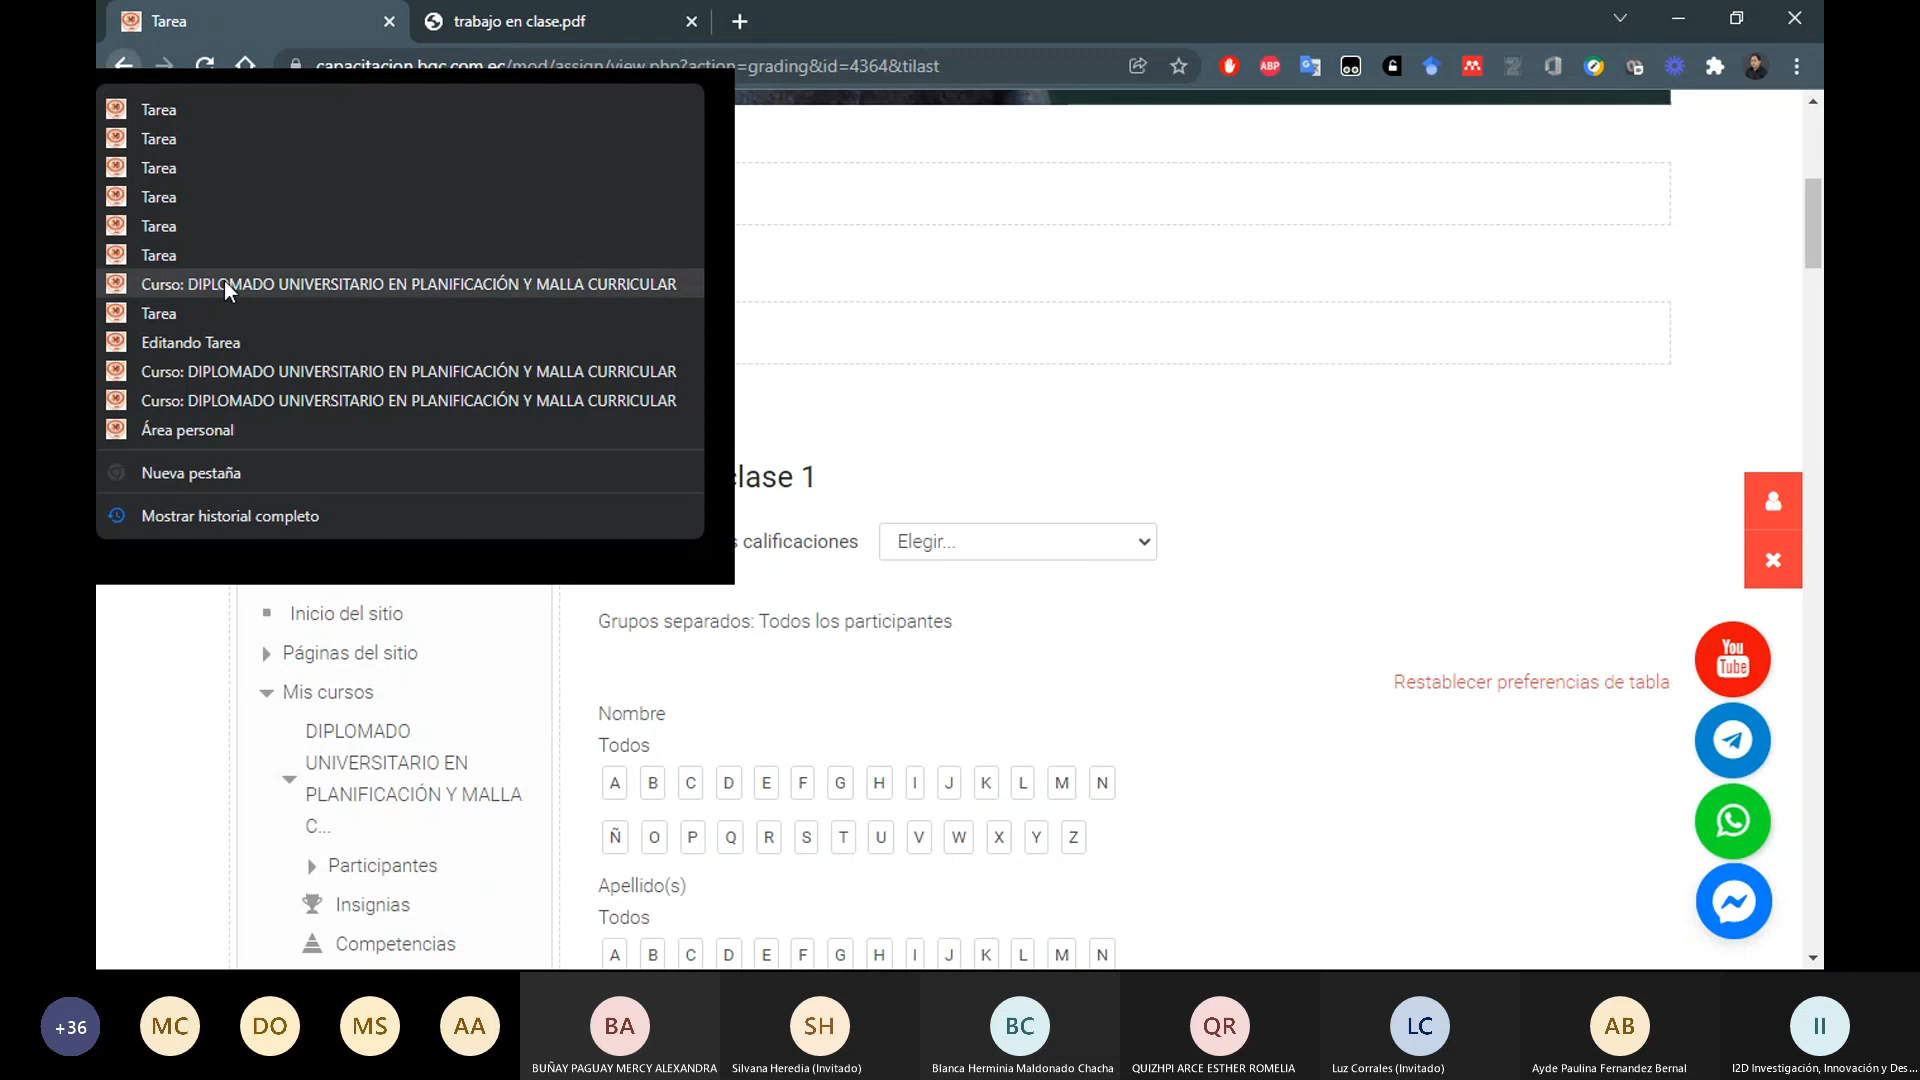 Tarea
trabajo en clase.pdf
capacitacion.bgc.com.ec/mod/assign/view.php?action=grading&id=4364&tilast
ABP
Tarea
Tarea
Tarea
Tarea
Tarea
Tarea
Curso: DIPLOMADO UNIVERSITARIO EN PLANIFICACIÓN Y MALLA CURRICULAR
Tarea
Editando Tarea
Curso: DIPLOMADO UNIVERSITARIO EN PLANIFICACIÓN Y MALLA CURRICULAR
Curso: DIPLOMADO UNIVERSITARIO EN PLANIFICACIÓN Y MALLA CURRICULAR
Área personal
Nueva pestaña
Mostrar historial completo
clase 1
s calificaciones
Elegir...
Inicio del sitio
Páginas del sitio
Mis cursos
DIPLOMADO
UNIVERSITARIO EN
PLANIFICACIÓN Y MALLA
C...
Participantes
Insignias
Competencias
Grupos separados: Todos los participantes
Restablecer preferencias de tabla
Nombre
Todos
A B C D E F G H I J K L M N
Ñ O P Q R S T U V W X Y Z
Apellido(s)
Todos
A B C D E F G H I J K L M N
You
Tube
+36
MC
DO
MS
AA
BA
SH
BC
QR
LC
AB
II
BUÑAY PAGUAY MERCY ALEXANDRA
Silvana Heredia (Invitado)
Blanca Herminia Maldonado Chacha
QUIZHPI ARCE ESTHER ROMELIA
Luz Corrales (Invitado)
Ayde Paulina Fernandez Bernal
I2D Investigación, Innovación y Des...